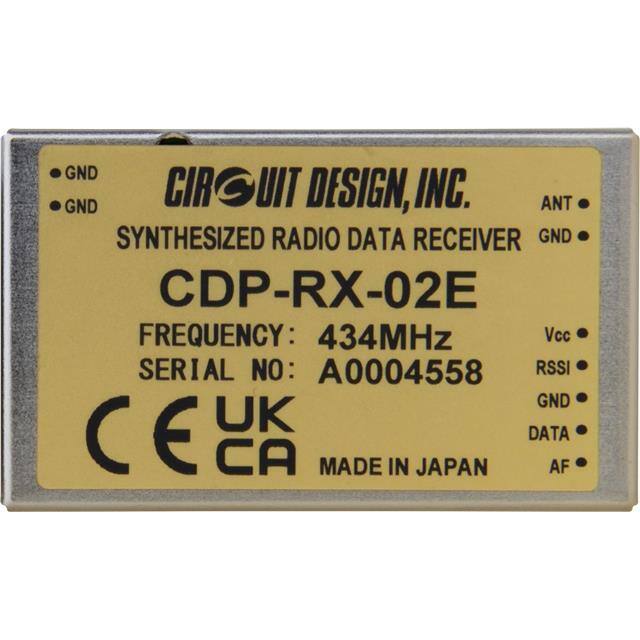 GND
GND
CIRCUIT DESIGN, INC.
SYNTHESIZED RADIO DATA RECEIVER
CDP-RX-02E
FREQUENCY: 434MHz
SERIAL NO: A0004558
CE UK
CA
MADE IN JAPAN
ANT
GND
Vcc
RSSI
GND
DATA
AF